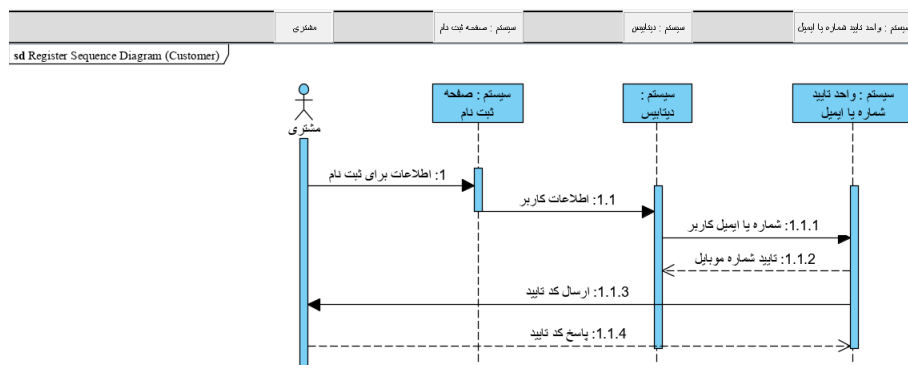 مشتری
سیستم : صفحه ثبت نام
سیستم : دیتابیس
سیستم : واحد تایید شماره یا ایمیل
sd Register Sequence Diagram (Customer)
مشتری
سیستم : صفحه
ثبت نام
سیستم :
دیتابیس
سیستم : واحد تایید
شماره یا ایمیل
1: اطلاعات برای ثبت نام
1.1: اطلاعات کاربر
1.1.1: شماره یا ایمیل کاربر
1.1.2: تایید شماره موبایل
1.1.3: ارسال کد تایید
1.1.4: پاسخ کد تایید